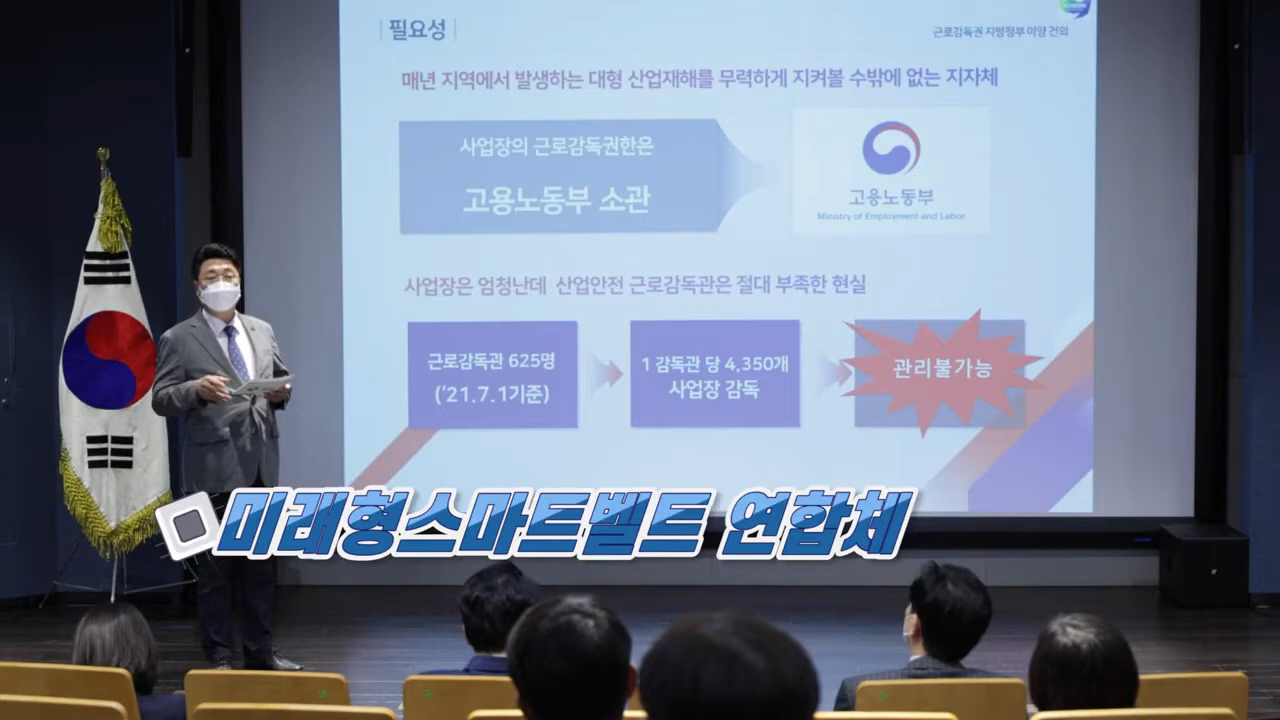 필요성
근로감독권 지방정부 이양 건의
매년 지역에서 발생하는 대형 산업재해를 무력하게 지켜볼 수밖에 없는 지자체
사업장의 근로감독권한은
고용노동부 소관
고용노동부
Ministry of Employment and Labor
사업장은 엄청난데 산업안전 근로감독관은 절대 부족한 현실
근로감독관 625명
('21.7.1기준)
1 감독관 당 4,350개
사업장 감독
관리불가능
미래형스마트벨트 연합체